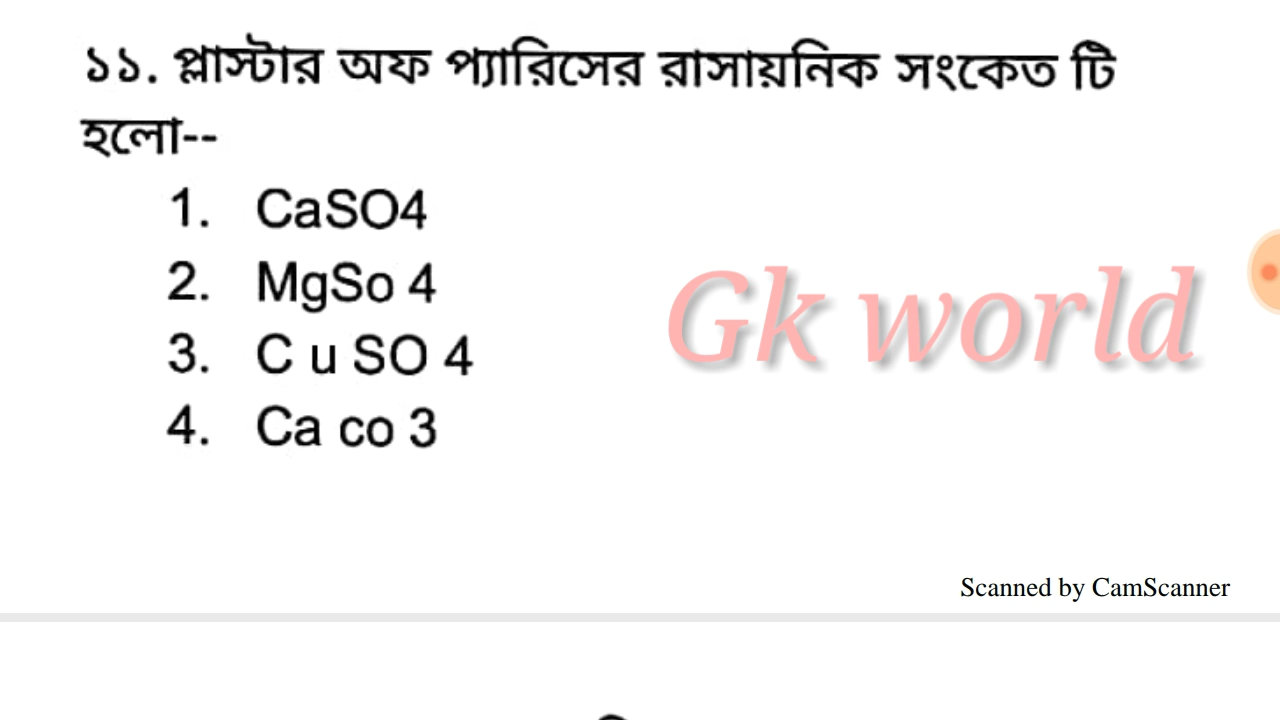 ১১. প্লাস্টার অফ প্যারিসের রাসায়নিক সংকেত টি
হলো--
1. CaSO4
2. MgSo 4
3. C u SO 4
4. Ca co 3
Gk world
Scanned by CamScanner